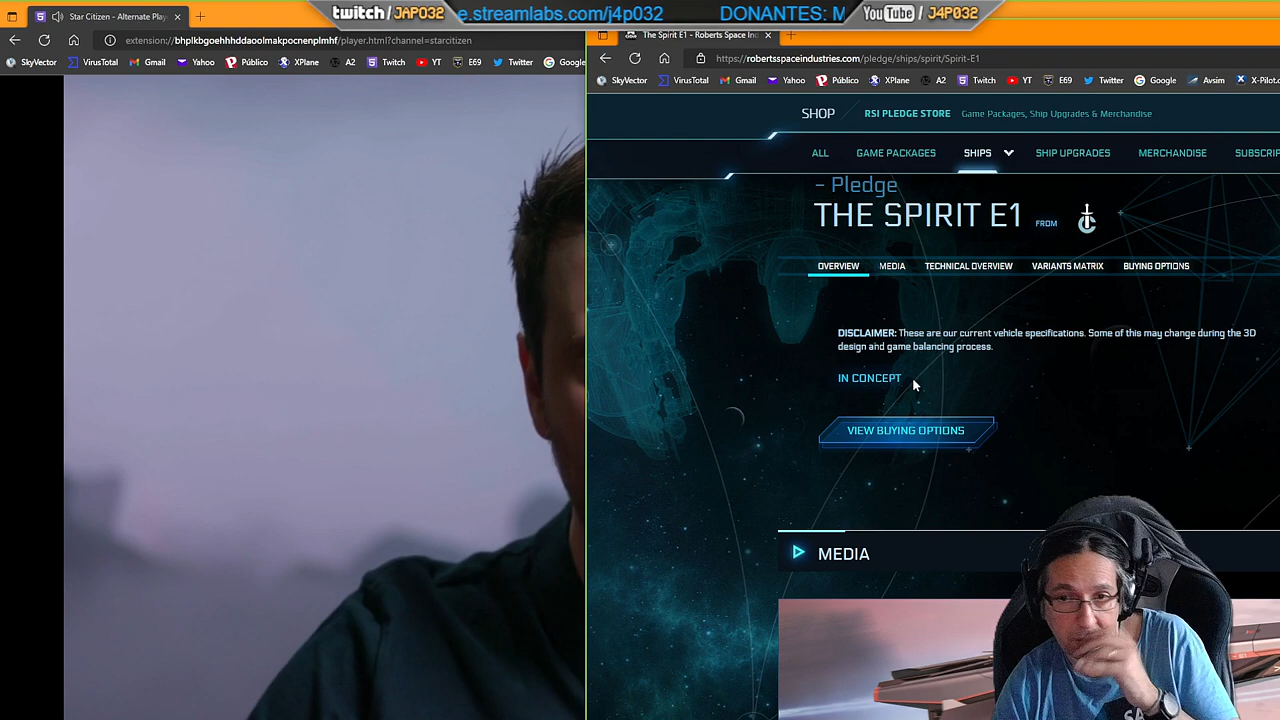 twitch / JAP032
e.streamlabs.com/j4p032
DONANTES: M
YouTube / J4P032
Star Citizen - Alternate Play
extension://bhplkbgoehhhddaoolmakpocnenplmhf/player.html?channel=starcitizen
SkyVector VirusTotal Gmail Yahoo Público XPlane A2 Twitch YT E69 Twitter Google
The Spirit E1 - Roberts Space In
https://robertsspaceindustries.com/pledge/ships/spirit/Spirit-E1
SkyVector VirusTotal Gmail Yahoo Público XPlane A2 Twitch YT E69 Twitter Google Avsim X-Pilot
SHOP RSI PLEDGE STORE Game Packages, Ship Upgrades & Merchandise
ALL GAME PACKAGES SHIPS SHIP UPGRADES MERCHANDISE SUBSCRIP
- Pledge
THE SPIRIT E1 FROM
OVERVIEW MEDIA TECHNICAL OVERVIEW VARIANTS MATRIX BUYING OPTIONS
DISCLAIMER: These are our current vehicle specifications. Some of this may change during the 3D
design and game balancing process.
IN CONCEPT
VIEW BUYING OPTIONS
MEDIA